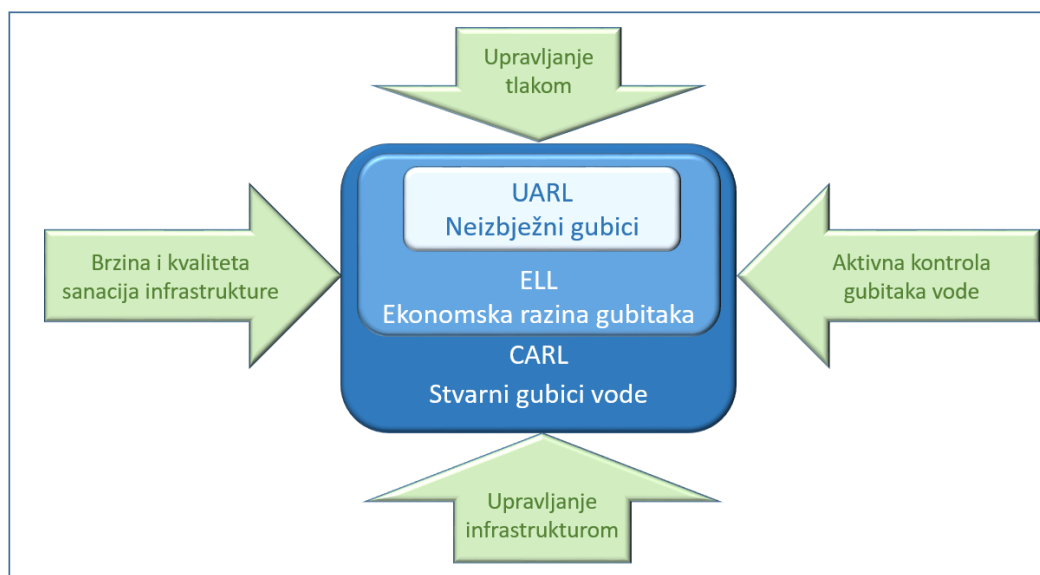 Upravljanje
tlakom
UARL
Neizbježni gubici
Brzina i kvaliteta
sanacija infrastrukture
ELL
Ekonomska razina gubitaka
Aktivna kontrola
gubitaka vode
CARL
Stvarni gubici vode
Upravljanje
infrastrukturom